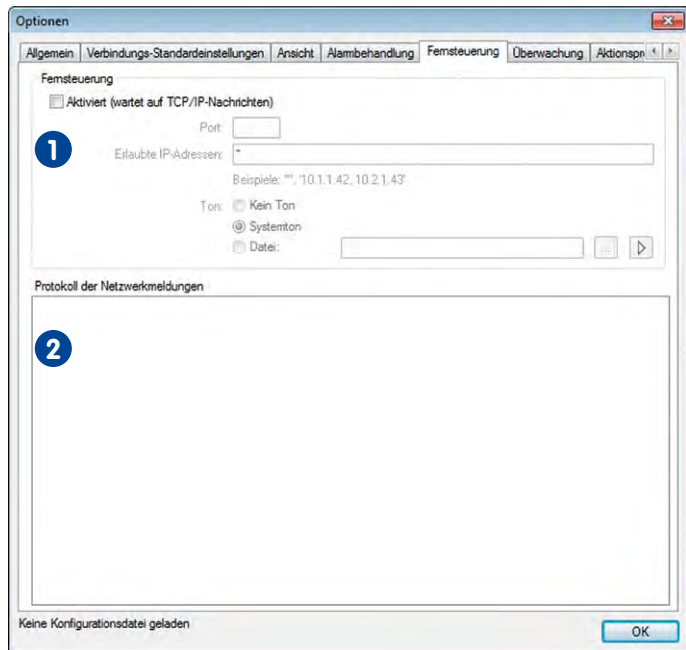 Optionen
Allgemein Verbindungs-Standardeinstellungen Ansicht Alarmbehandlung Fernsteuerung Überwachung Aktionspr
Fernsteuerung
Aktiviert (wartet auf TCP/IP-Nachrichten)
1
Port:
Erlaubte IP-Adressen: *
Beispiele: "*", '10.1.1.42, 10.2.1.43'
Ton: Kein Ton
Systemton
Datei: ...
Protokoll der Netzwerkmeldungen
2
Keine Konfigurationsdatei geladen
OK